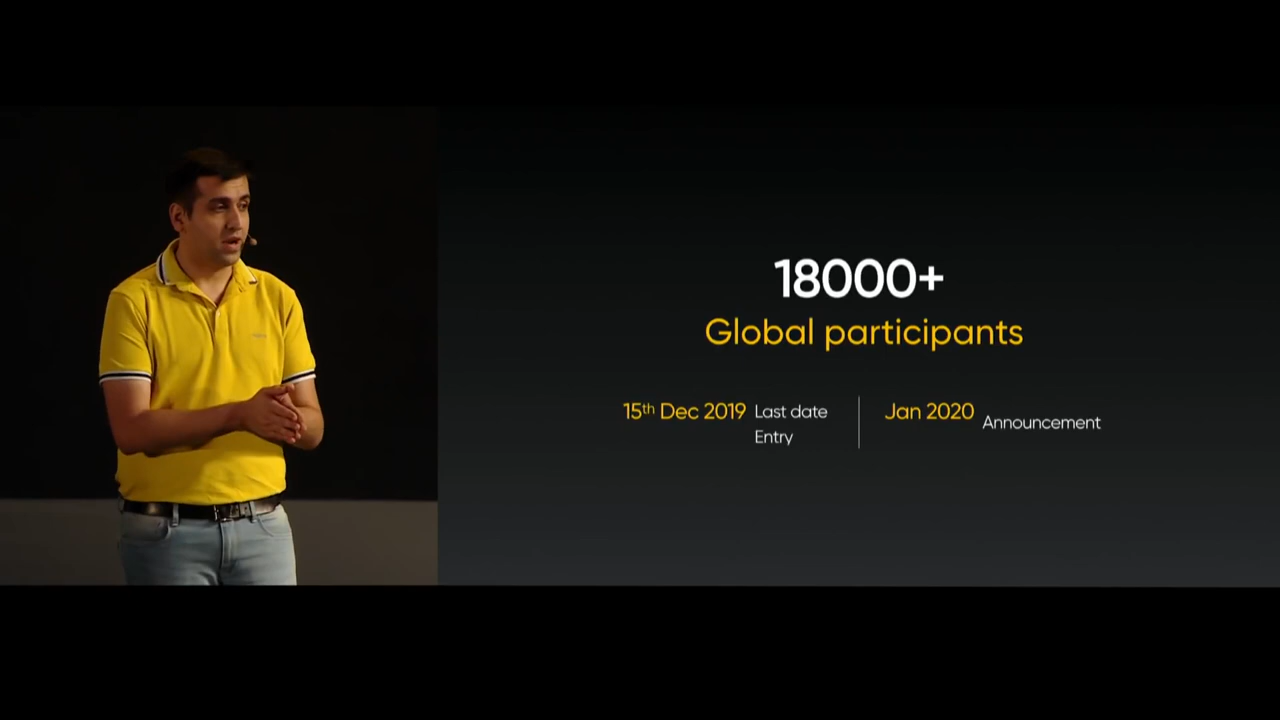 18000+
Global participants
15th Dec 2019 Last date
Entry
Jan 2020 Announcement